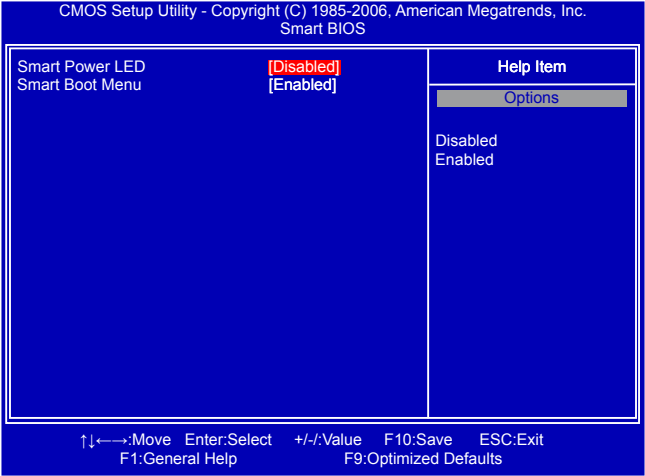 CMOS Setup Utility - Copyright (C) 1985-2006, American Megatrends, Inc.
Smart BIOS
Smart Power LED [Disabled]
Smart Boot Menu [Enabled]
Help Item
Options
Disabled
Enabled
↑↓←→:Move Enter:Select +/-/:Value F10:Save ESC:Exit
F1:General Help F9:Optimized Defaults